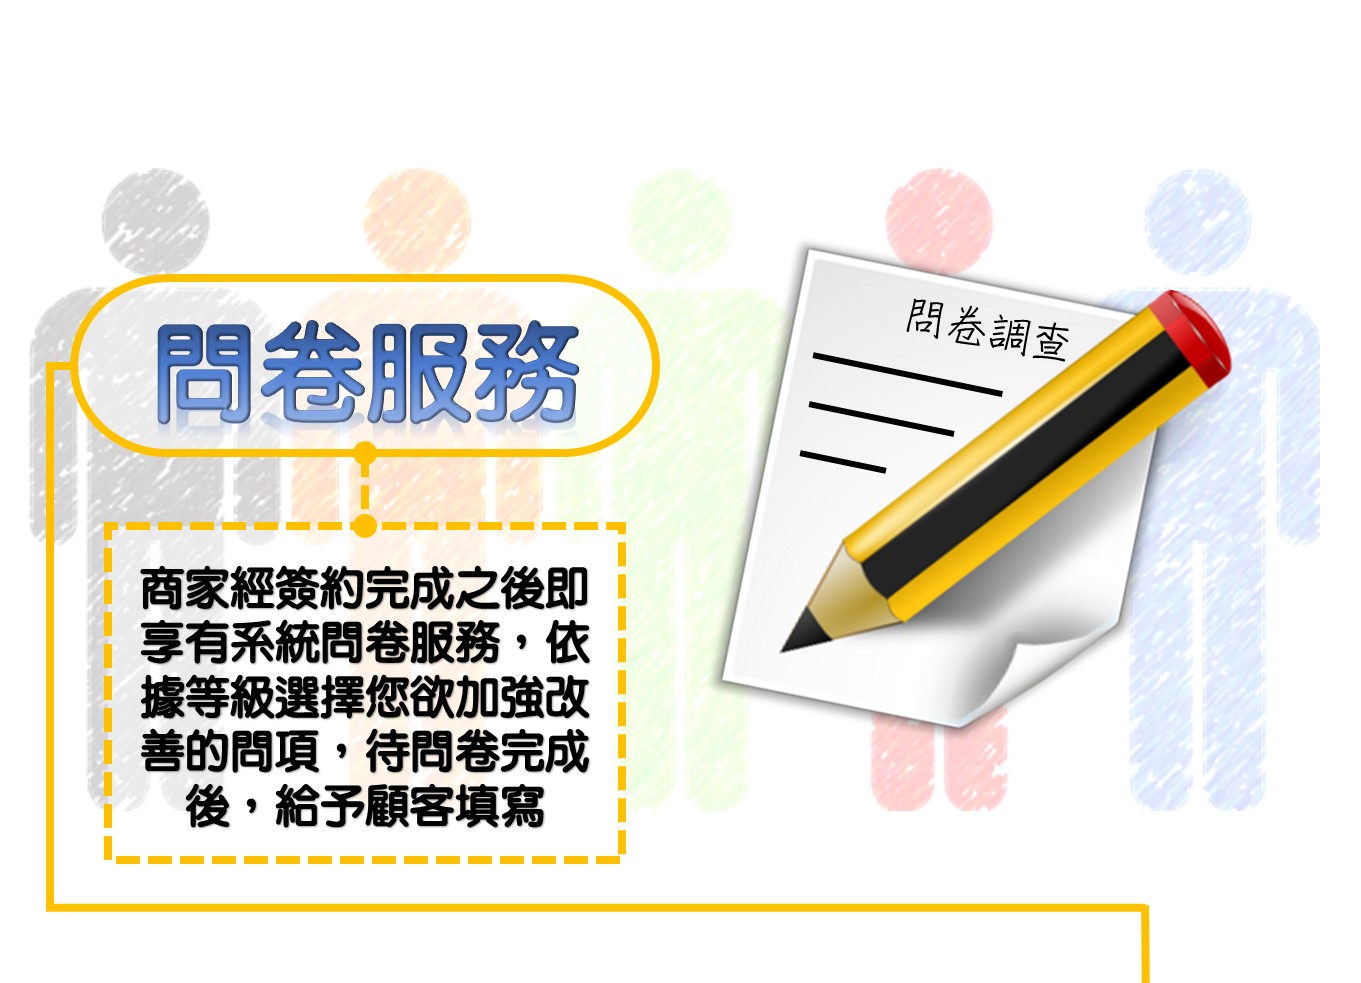 問卷服務
問卷調查
商家經簽約完成之後即
享有系統問卷服務，依
據等級選擇您欲加強改
善的問項，待問卷完成
後，給予顧客填寫